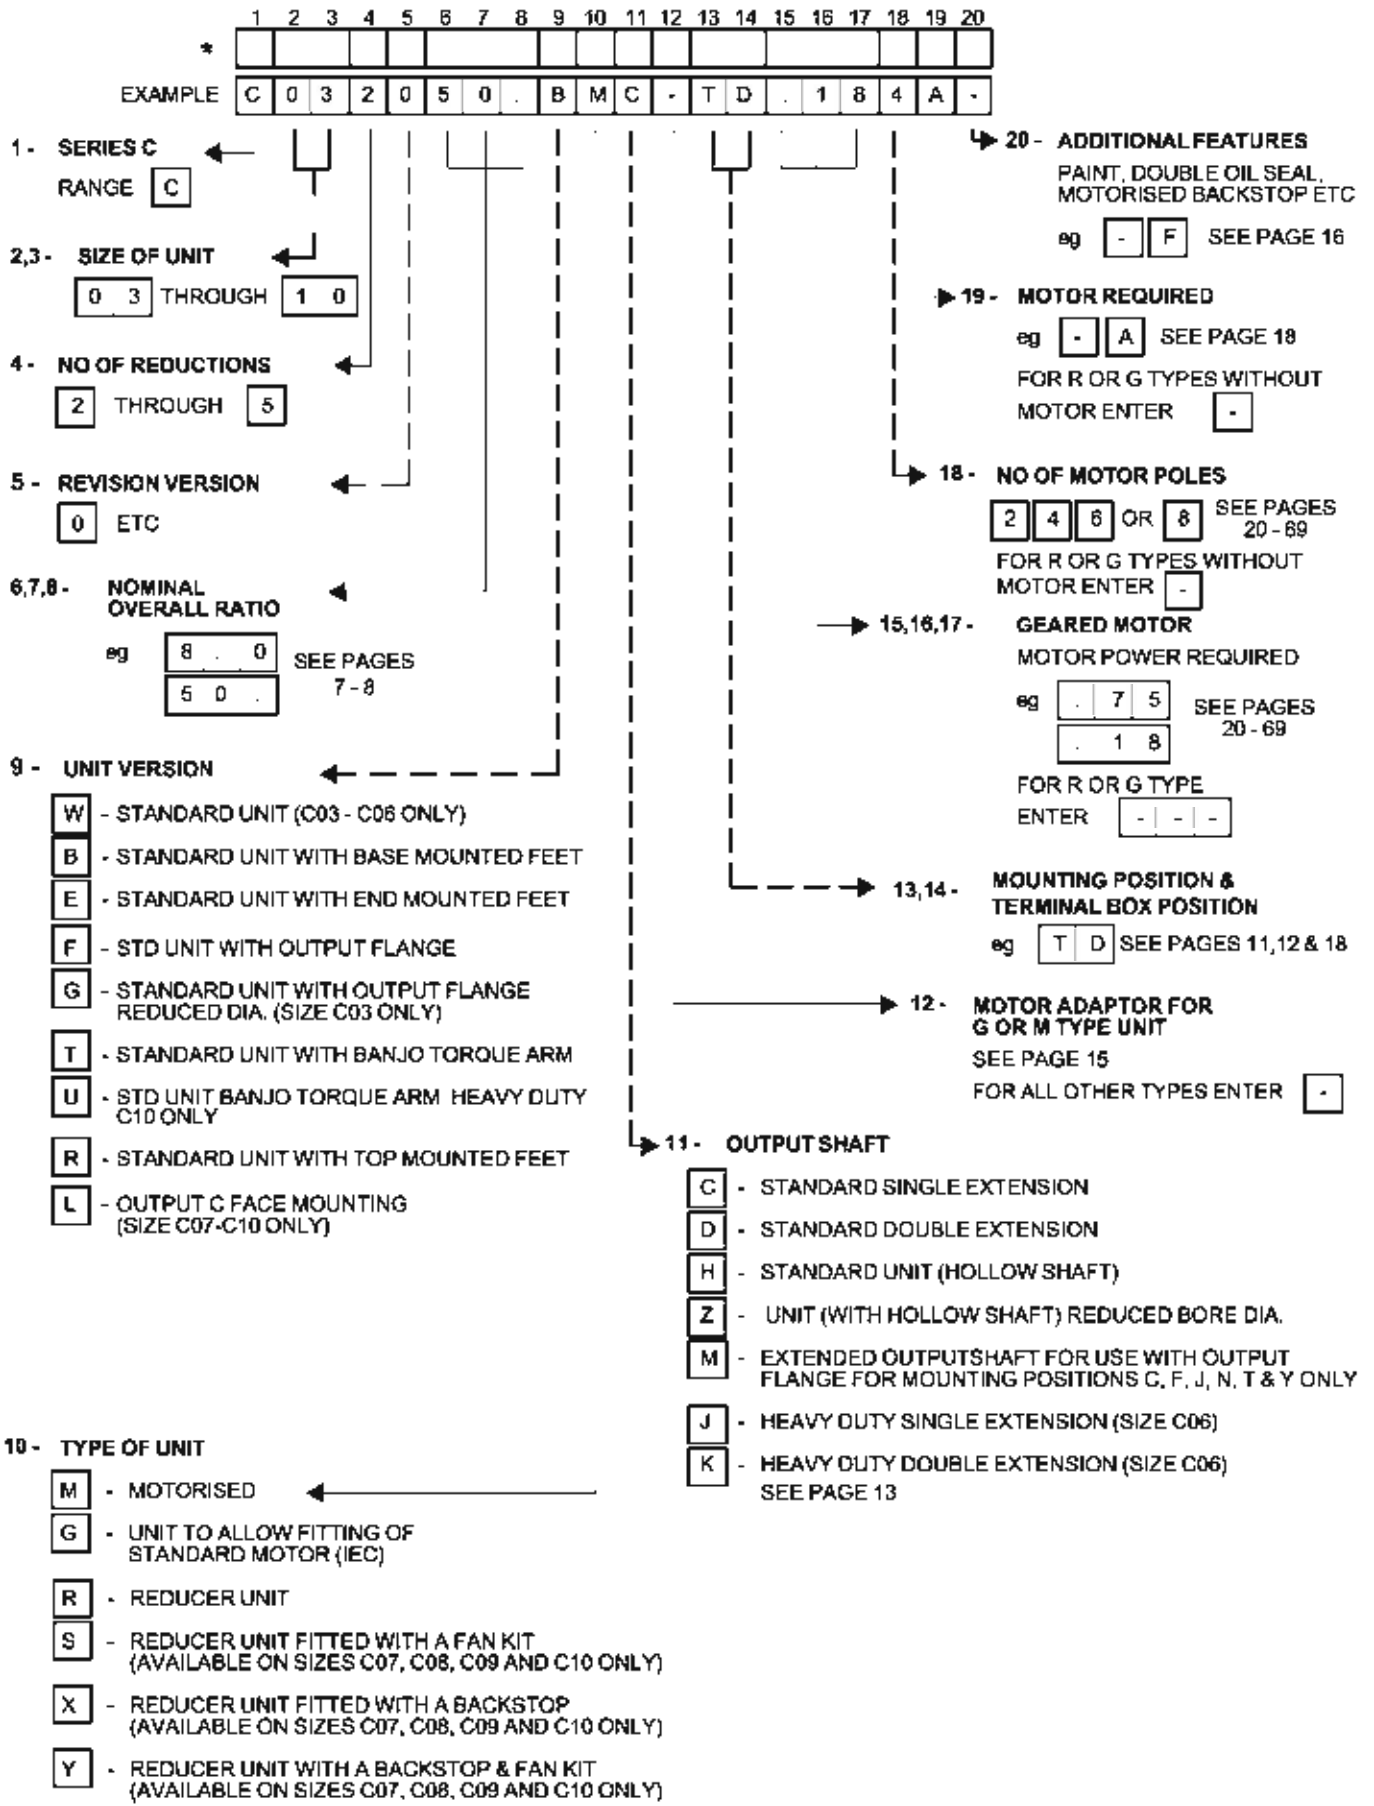 1 2 3 4 5 6 7 8 9 10 11 12 13 14 15 16 17 18 19 20
*
EXAMPLE C 0 3 2 0 5 0 . B M C - T D . 1 8 4 A -
1 - SERIES C
RANGE C
2,3 - SIZE OF UNIT
0 3 THROUGH 1 0
4 - NO OF REDUCTIONS
2 THROUGH 5
5 - REVISION VERSION
0 ETC
6,7,8 - NOMINAL
OVERALL RATIO
eg 8 . 0
5 0 .
SEE PAGES
7 - 8
9 - UNIT VERSION
W - STANDARD UNIT (C03 - C06 ONLY)
B - STANDARD UNIT WITH BASE MOUNTED FEET
E - STANDARD UNIT WITH END MOUNTED FEET
F - STD UNIT WITH OUTPUT FLANGE
G - STANDARD UNIT WITH OUTPUT FLANGE
REDUCED DIA. (SIZE C03 ONLY)
T - STANDARD UNIT WITH BANJO TORQUE ARM
U - STD UNIT BANJO TORQUE ARM HEAVY DUTY
C10 ONLY
R - STANDARD UNIT WITH TOP MOUNTED FEET
L - OUTPUT C FACE MOUNTING
(SIZE C07-C10 ONLY)
10 - TYPE OF UNIT
M - MOTORISED
G - UNIT TO ALLOW FITTING OF
STANDARD MOTOR (IEC)
R - REDUCER UNIT
S - REDUCER UNIT FITTED WITH A FAN KIT
(AVAILABLE ON SIZES C07, C08, C09 AND C10 ONLY)
X - REDUCER UNIT FITTED WITH A BACKSTOP
(AVAILABLE ON SIZES C07, C08, C09 AND C10 ONLY)
Y - REDUCER UNIT WITH A BACKSTOP & FAN KIT
(AVAILABLE ON SIZES C07, C08, C09 AND C10 ONLY)
20 - ADDITIONAL FEATURES
PAINT, DOUBLE OIL SEAL,
MOTORISED BACKSTOP ETC
eg - F SEE PAGE 16
19 - MOTOR REQUIRED
eg - A SEE PAGE 18
FOR R OR G TYPES WITHOUT
MOTOR ENTER -
18 - NO OF MOTOR POLES
2 4 6 OR 8 SEE PAGES
20 - 69
FOR R OR G TYPES WITHOUT
MOTOR ENTER -
15,16,17 - GEARED MOTOR
MOTOR POWER REQUIRED
eg . 7 5
. 1 8
SEE PAGES
20 - 69
FOR R OR G TYPE
ENTER - - -
13,14 - MOUNTING POSITION &
TERMINAL BOX POSITION
eg T D SEE PAGES 11,12 & 18
12 - MOTOR ADAPTOR FOR
G OR M TYPE UNIT
SEE PAGE 15
FOR ALL OTHER TYPES ENTER -
11 - OUTPUT SHAFT
C - STANDARD SINGLE EXTENSION
D - STANDARD DOUBLE EXTENSION
H - STANDARD UNIT (HOLLOW SHAFT)
Z - UNIT (WITH HOLLOW SHAFT) REDUCED BORE DIA.
M - EXTENDED OUTPUTSHAFT FOR USE WITH OUTPUT
FLANGE FOR MOUNTING POSITIONS C, F, J, N, T & Y ONLY
J - HEAVY DUTY SINGLE EXTENSION (SIZE C06)
K - HEAVY DUTY DOUBLE EXTENSION (SIZE C06)
SEE PAGE 13